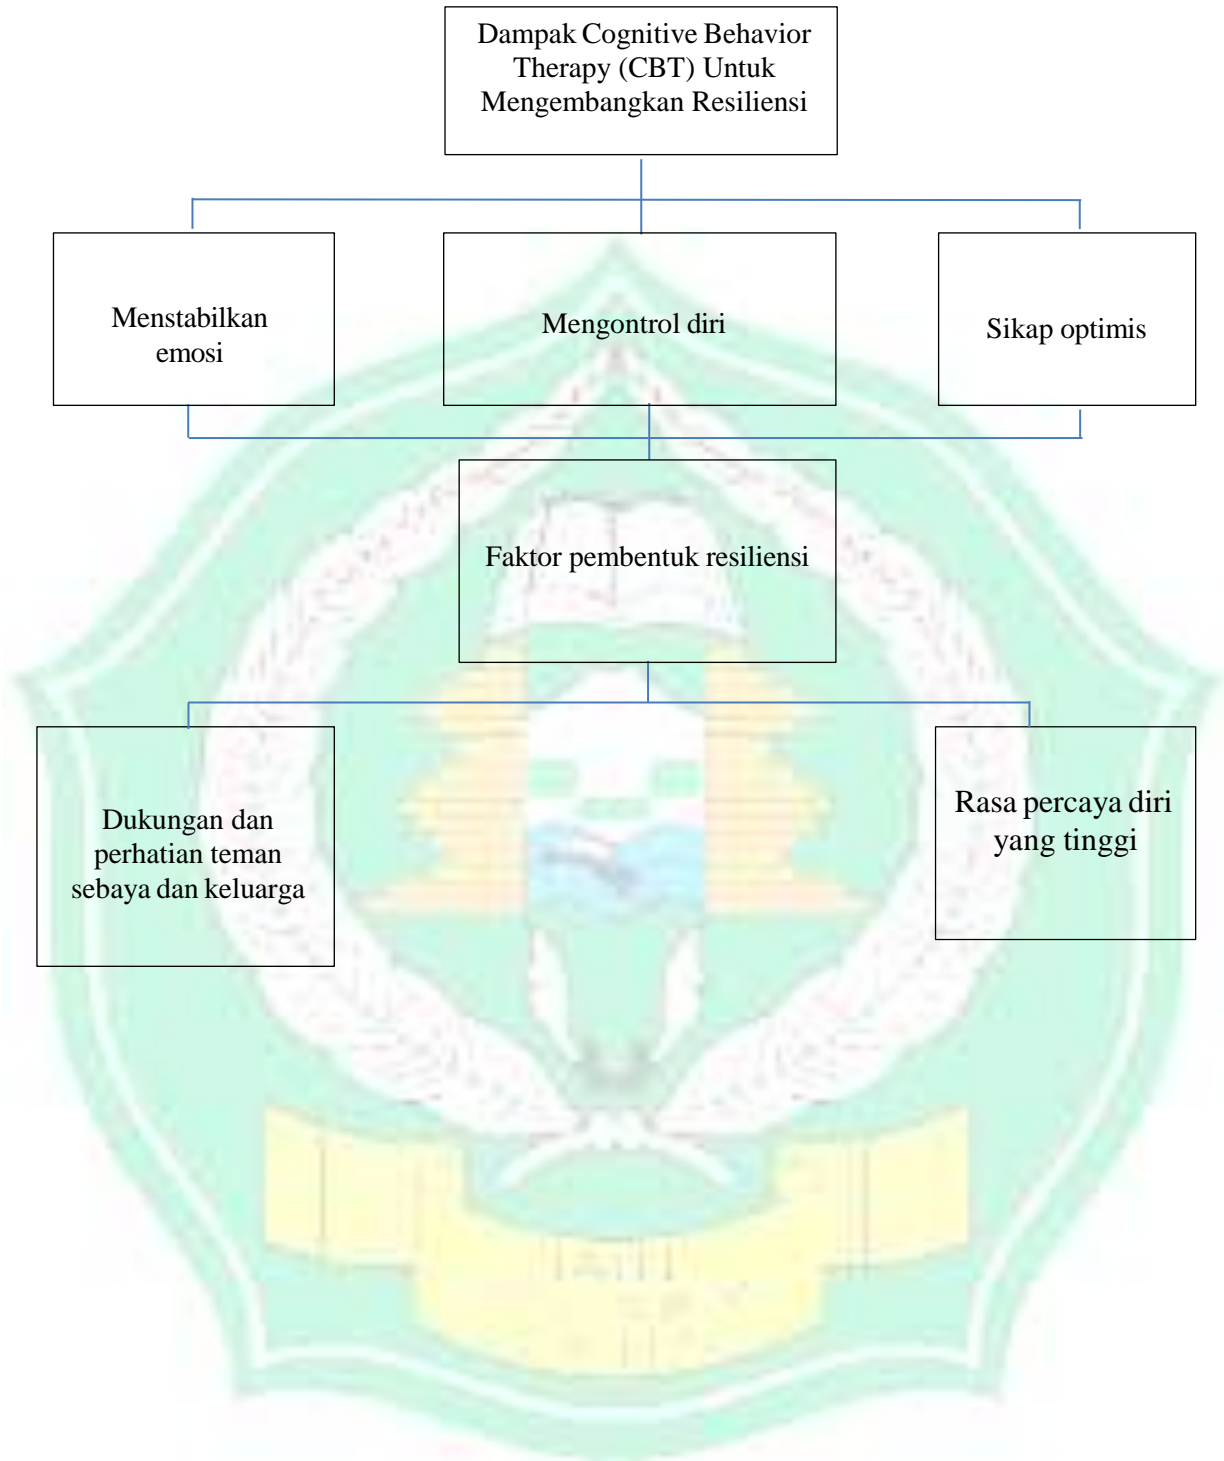 Dampak Cognitive Behavior
Therapy (CBT) Untuk
Mengembangkan Resiliensi
Menstabilkan
emosi
Mengontrol diri
Sikap optimis
Faktor pembentuk resiliensi
Dukungan dan
perhatian teman
sebaya dan keluarga
Rasa percaya diri
yang tinggi